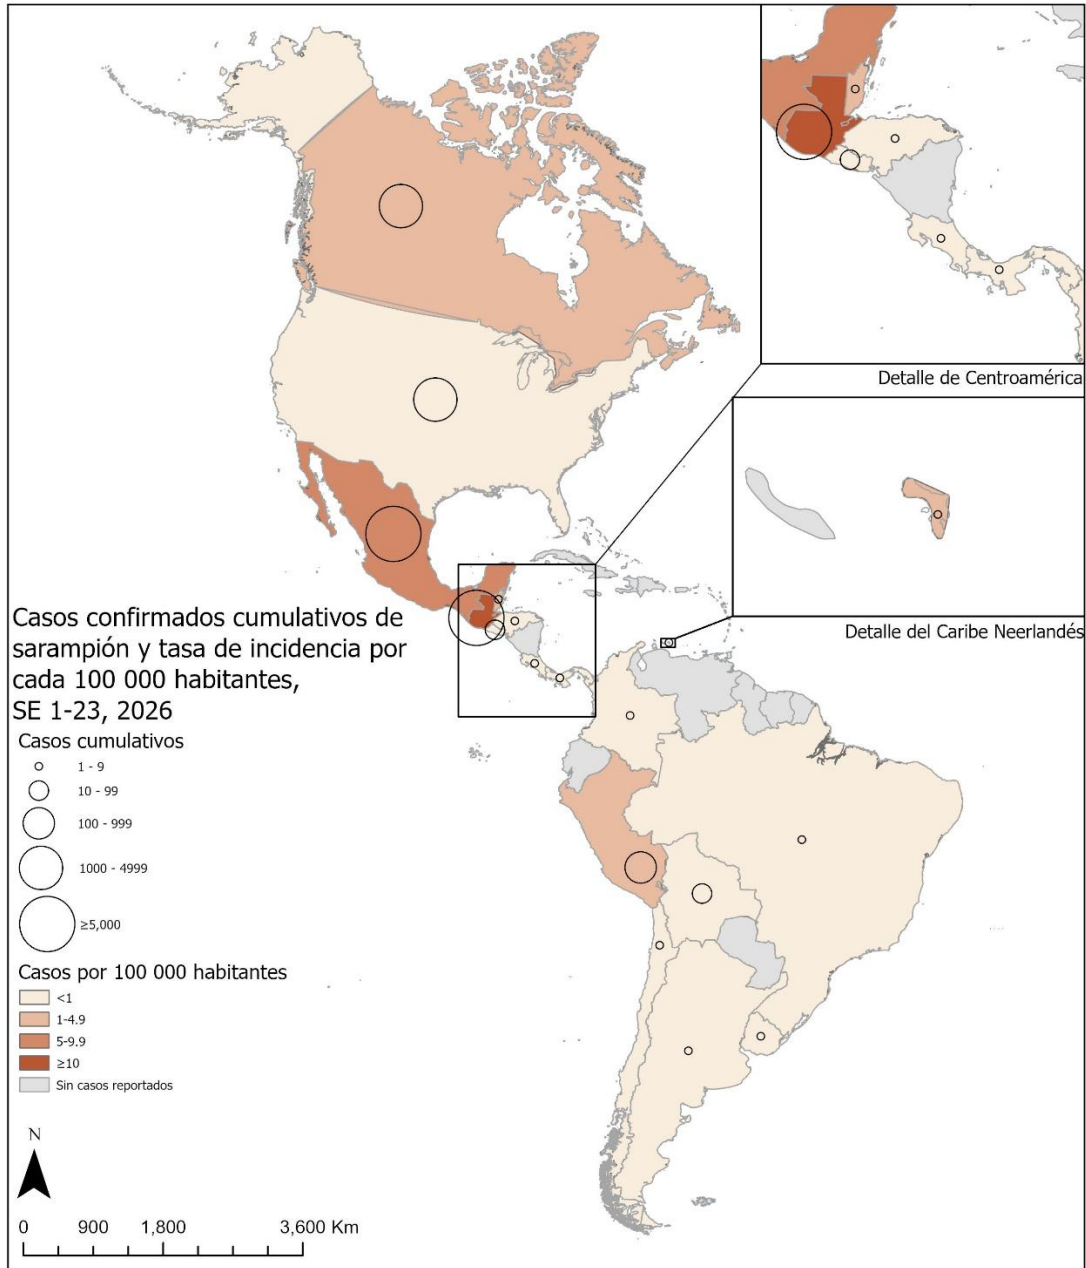 Detalle de Centroamérica
Detalle del Caribe Neerlandés
Casos confirmados cumulativos de
sarampión y tasa de incidencia por
cada 100 000 habitantes,
SE 1-23, 2026
Casos cumulativos
1 - 9
10 - 99
100 - 999
1000 - 4999
≥5,000
Casos por 100 000 habitantes
<1
1-4.9
5-9.9
≥10
Sin casos reportados
N
0 900 1,800 3,600 Km